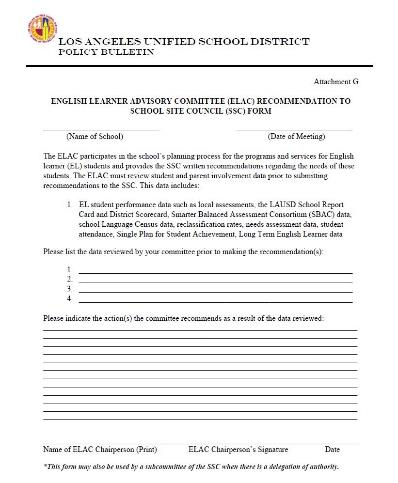 LOS ANGELES UNIFIED SCHOOL DISTRICT
POLICY BULLETIN
Attachment G
ENGLISH LEARNER ADVISORY COMMITTEE (ELAC) RECOMMENDATION TO
SCHOOL SITE COUNCIL (SSC) FORM
(Name of School) (Date of Meeting)
The ELAC participates in the school's planning process for the programs and services for English
learner (EL) students and provides the SSC written recommendations regarding the needs of these
students. The ELAC must review student and parent involvement data prior to submitting
recommendations to the SSC. This data includes:
1 EL student performance data such as local assessments, the LAUSD School Report
Card and District Scorecard, Smarter Balanced Assessment Consortium (SBAC) data,
school Language Census data, reclassification rates, needs assessment data, student
attendance, Single Plan for Student Achievement, Long Term English Learner data
Please list the data reviewed by your committee prior to making the recommendation(s):
1
2.
3.
4.
Please indicate the action(s) the committee recommends as a result of the data reviewed:
Name of ELAC Chairperson (Print) ELAC Chairperson's Signature Date
*This form may also be used by a subcommittee of the SSC when there is a delegation of authority.